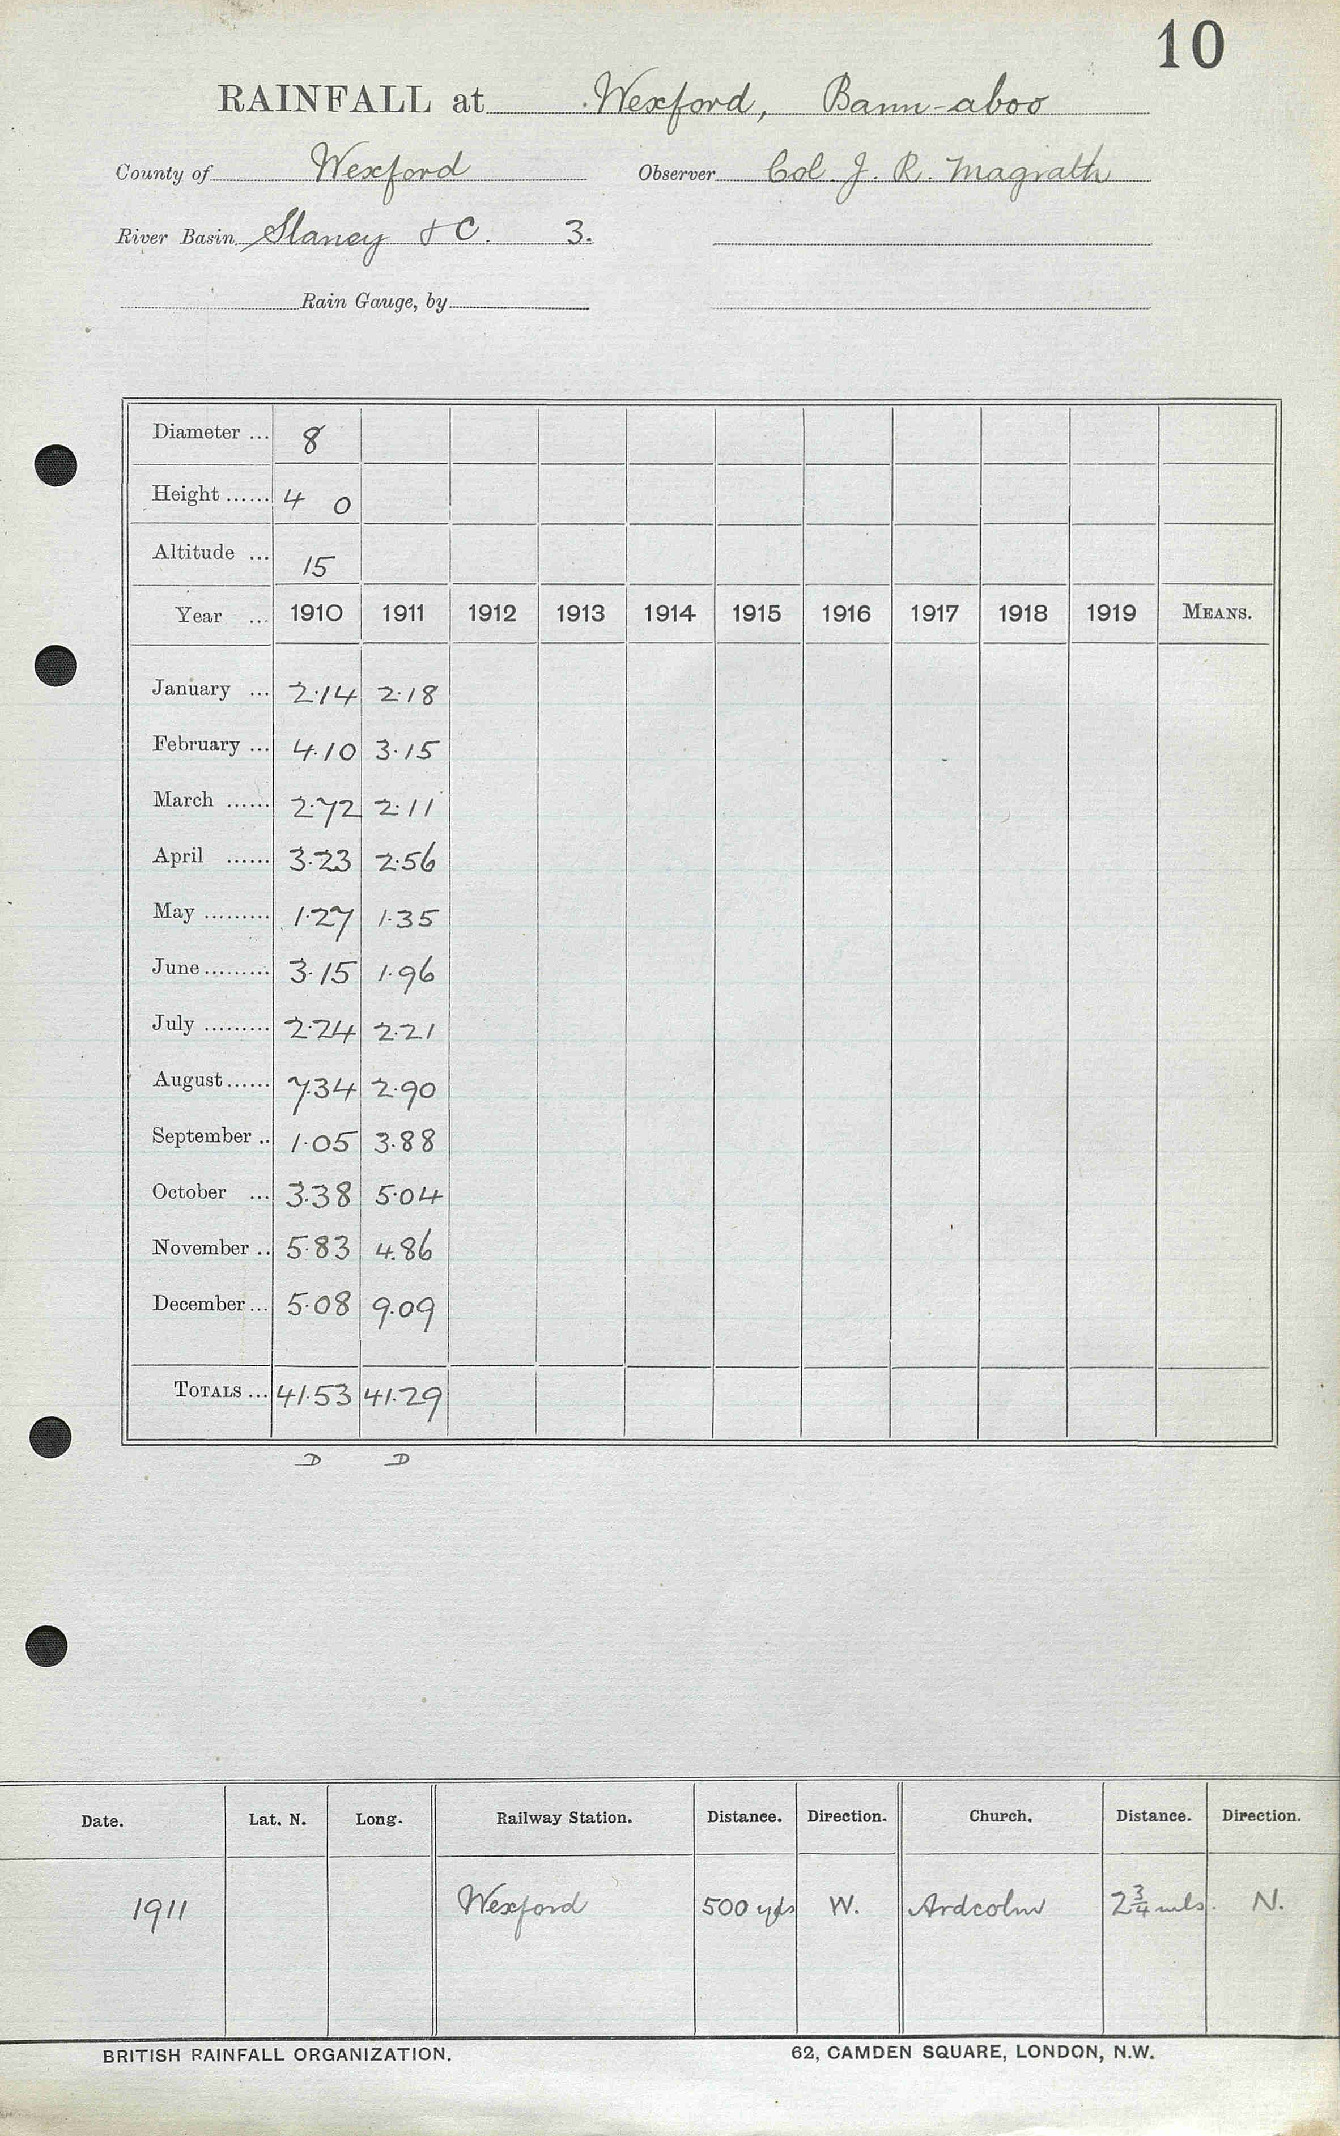 10
RAINFALL at Wexford, Bann-aboo
County of Wexford Observer Col. J. R. Magrath
River Basin Slaney & C. 3.
Rain Gauge, by
Diameter ... 8
Height ...... 4 0
Altitude ... 15
Year ... 1910 1911 1912 1913 1914 1915 1916 1917 1918 1919 MEANS.
January ... 2.14 2.18
February ... 4.10 3.15
March ...... 2.72 2.11
April ...... 3.23 2.56
May ......... 1.27 1.35
June ......... 3.15 1.96
July ......... 2.24 2.21
August ...... 7.34 2.90
September .. 1.05 3.88
October ... 3.38 5.04
November .. 5.83 4.86
December ... 5.08 9.09
TOTALS ... 41.53 41.29
D D
Date. Lat. N. Long. Railway Station. Distance. Direction. Church. Distance. Direction.
1911 Wexford 500 yds W. Ardcolm 2 3/4 mls. N.
BRITISH RAINFALL ORGANIZATION. 62, CAMDEN SQUARE, LONDON, N.W.